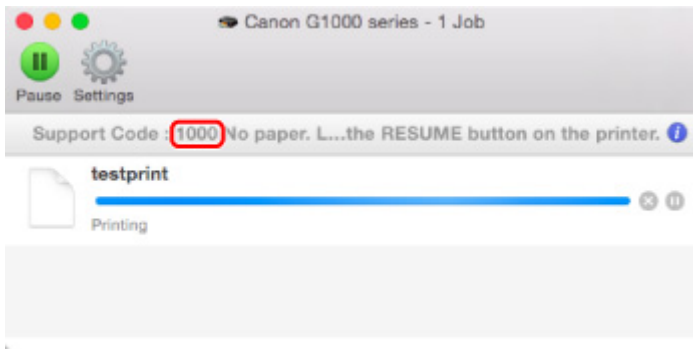 Canon G1000 series - 1 Job
Pause Settings
Support Code : 1000 No paper. L...the RESUME button on the printer.
testprint
Printing